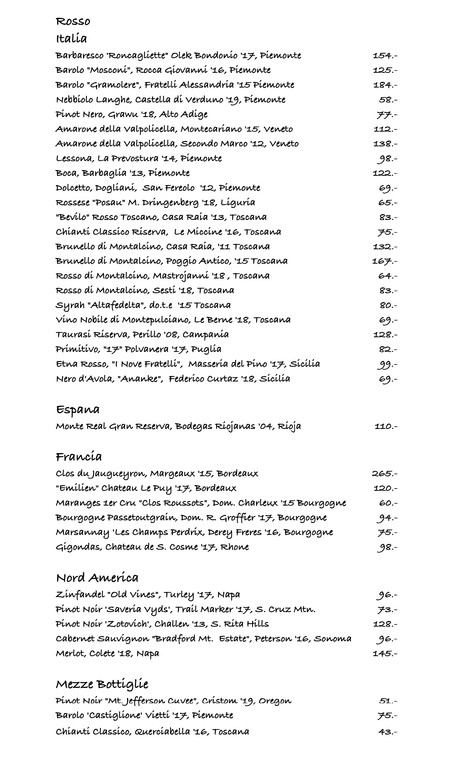 Rosso
Italia
Barbaresco 'Roncagliette" Olek Bondonio '17, Piemonte 154.-
Barolo "Mosconi", Rocca Giovanni '16, Piemonte 125.-
Barolo "Gramolere", Fratelli Alessandria '15 Piemonte 184.-
Nebbiolo Langhe, Castella di Verduno '19, Piemonte 58.-
Pinot Nero, Grawu '18, Alto Adige 77.-
Amarone della Valpolicella, Montecariano '15, Veneto 112.-
Amarone della Valpolicella, Secondo Marco '12, Veneto 138.-
Lessona, La Prevostura '14, Piemonte 98.-
Boca, Barbaglia '13, Piemonte 122.-
Dolcetto, Dogliani, San Fereolo '12, Piemonte 69.-
Rossese "Posau" M. Dringenberg '18, Liguria 65.-
"Bevilo" Rosso Toscano, Casa Raia '13, Toscana 83.-
Chianti Classico Riserva, Le Miccine '16, Toscana 75.-
Brunello di Montalcino, Casa Raia, '11 Toscana 132.-
Brunello di Montalcino, Poggio Antico, '15 Toscana 167.-
Rosso di Montalcino, Mastrojanni '18 , Toscana 64.-
Rosso di Montalcino, Sesti '18, Toscana 83.-
Syrah "Altafedelta", do.t.e '15 Toscana 80.-
Vino Nobile di Montepulciano, Le Berne '18, Toscana 69.-
Taurasi Riserva, Perillo '08, Campania 128.-
Primitivo, "17" Polvanera '17, Puglia 82.-
Etna Rosso, "I Nove Fratelli", Masseria del Pino '17, Sicilia 99.-
Nero d'Avola, "Ananke", Federico Curtaz '18, Sicilia 69.-
Espana
Monte Real Gran Reserva, Bodegas Riojanas '04, Rioja 110.-
Francia
Clos du Jaugueyron, Margeaux '15, Bordeaux 265.-
"Emilien" Chateau Le Puy '17, Bordeaux 120.-
Maranges 1er Cru "Clos Roussots", Dom. Charleux '15 Bourgogne 60.-
Bourgogne Passetoutgrain, Dom. R. Groffier '17, Bourgogne 94.-
Marsannay 'Les Champs Perdrix, Derey Freres '16, Bourgogne 75.-
Gigondas, Chateau de S. Cosme '17, Rhone 98.-
Nord America
Zinfandel "Old Vines", Turley '17, Napa 96.-
Pinot Noir 'Saveria Vyds', Trail Marker '17, S. Cruz Mtn. 73.-
Pinot Noir 'Zotovich', Challen '13, S. Rita Hills 128.-
Cabernet Sauvignon "Bradford Mt. Estate", Peterson '16, Sonoma 96.-
Merlot, Colete '18, Napa 145.-
Mezze Bottiglie
Pinot Noir "Mt.Jefferson Cuvee", Cristom '19, Oregon 51.-
Barolo 'Castiglione' Vietti '17, Piemonte 75.-
Chianti Classico, Querciabella '16, Toscana 43.-